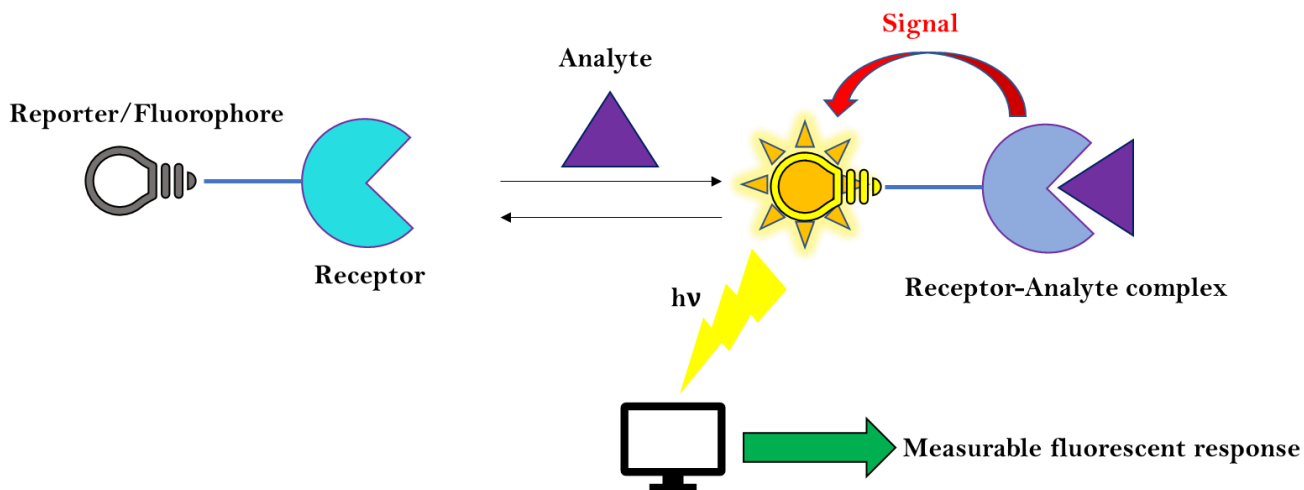 Signal
Analyte
Reporter/Fluorophore
Receptor
Receptor-Analyte complex
hν
Measurable fluorescent response